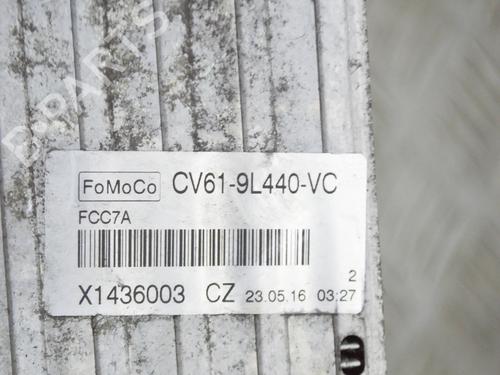 B-PARTS
FoMoCo CV61-9L440-VC
FCC7A
2
X1436003 CZ 23.05.16 03:27